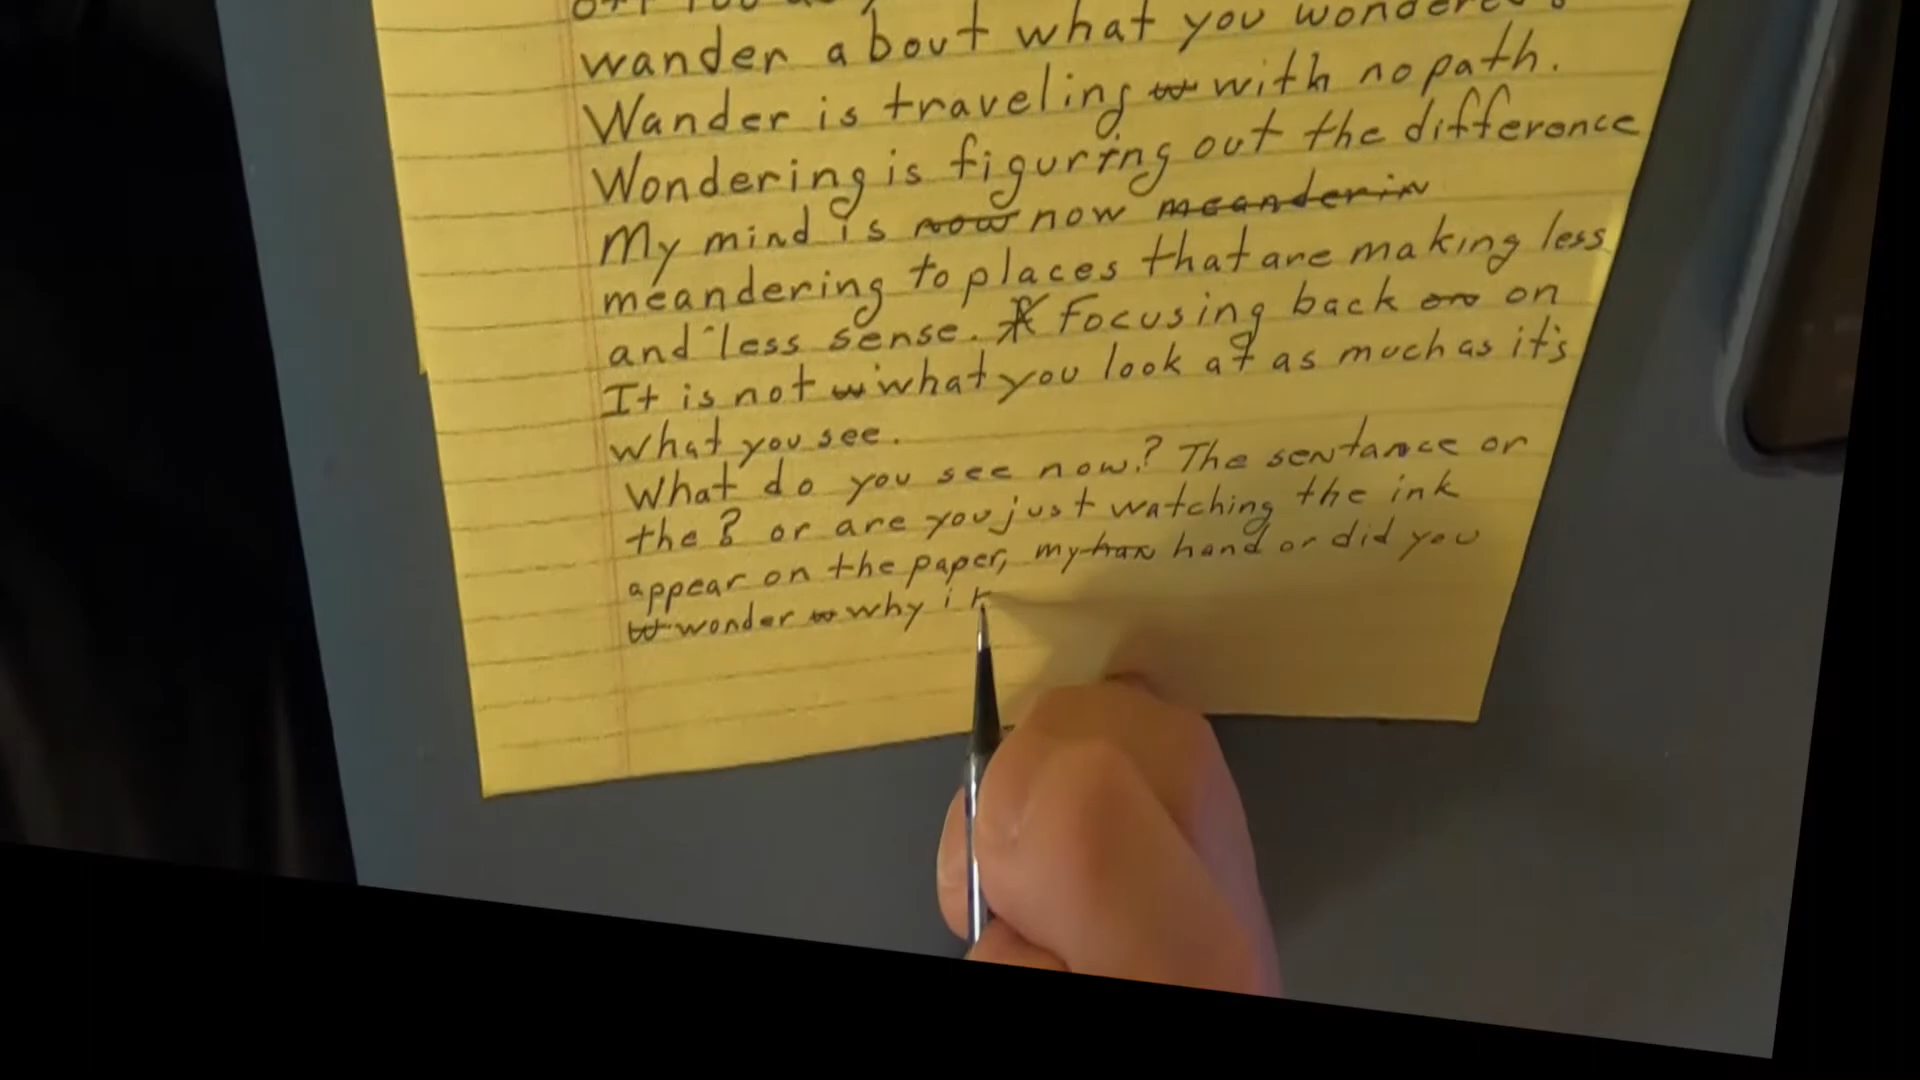 wander about what you wondered
Wander is traveling with no path.
Wondering is figuring out the difference
My mind is now now meanderin
meandering to places that are making less
and less sense. Focusing back on on
It is not what you look at as much as it's
what you see.
What do you see now? The sentance or
the ? or are you just watching the ink
appear on the paper, my han hand or did you
wonder why i